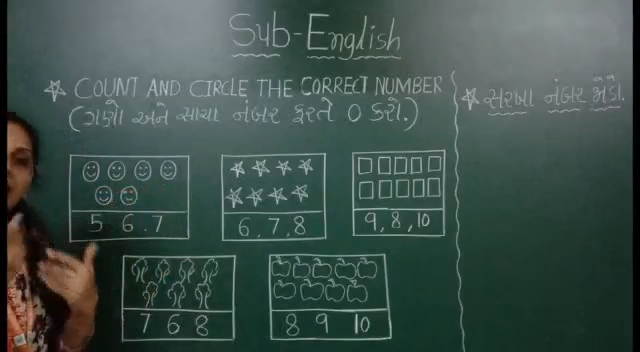 Sub-English
☆ COUNT AND CIRCLE THE CORRECT NUMBER
(ગણો અને સાચા નંબર ફરતે O કરો.)
☆ સરખા નંબર જોડો.
5 6.7
6,7,8
9,8,10
7 6 8
8 9 10